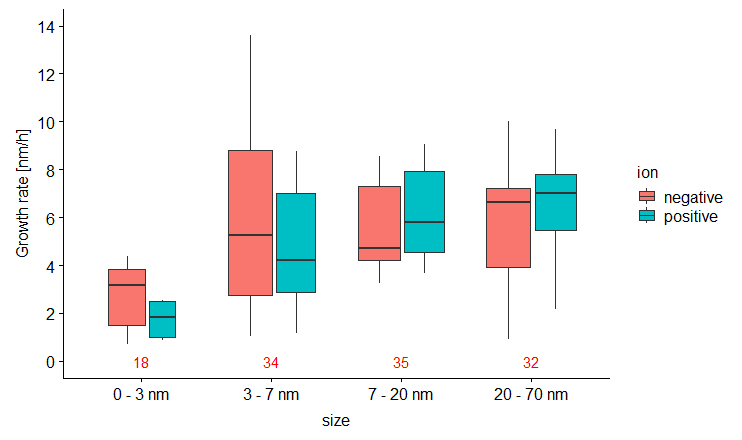 Growth rate [nm/h]
14
12
10
8
6
4
2
0
18 34 35 32
0 - 3 nm 3 - 7 nm 7 - 20 nm 20 - 70 nm
size
ion
negative
positive